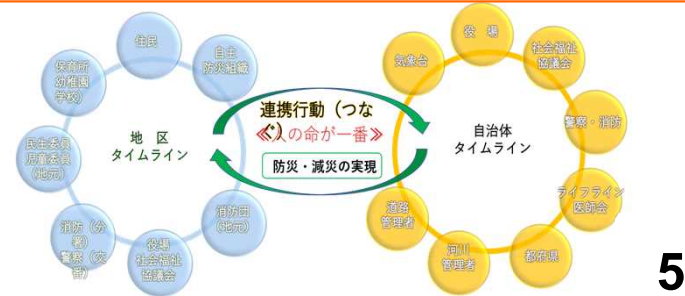 住民
自主
防災組織
保育所
幼稚園
学校)
民生委員
児童委員
(地元)
消防(分
署)
警察(交
番)
役場
社会福祉
協議会
消防団
(地元)
地 区
タイムライン
連携行動(つな
ぐ)
≪人の命が一番≫
防災・減災の実現
自治体
タイムライン
役 場
気象台
社会福祉
協議会
警察・消防
ライフライン
医師会
都府県
河川
管理者
道路
管理者
5